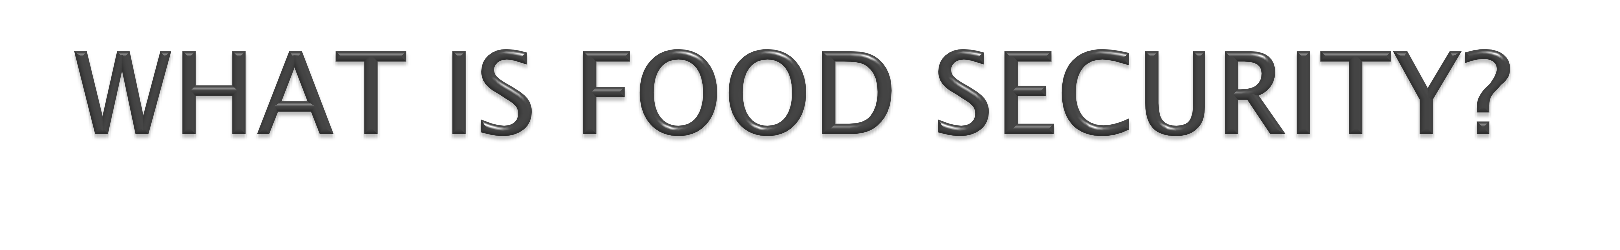 WHAT IS FOOD SECURITY?